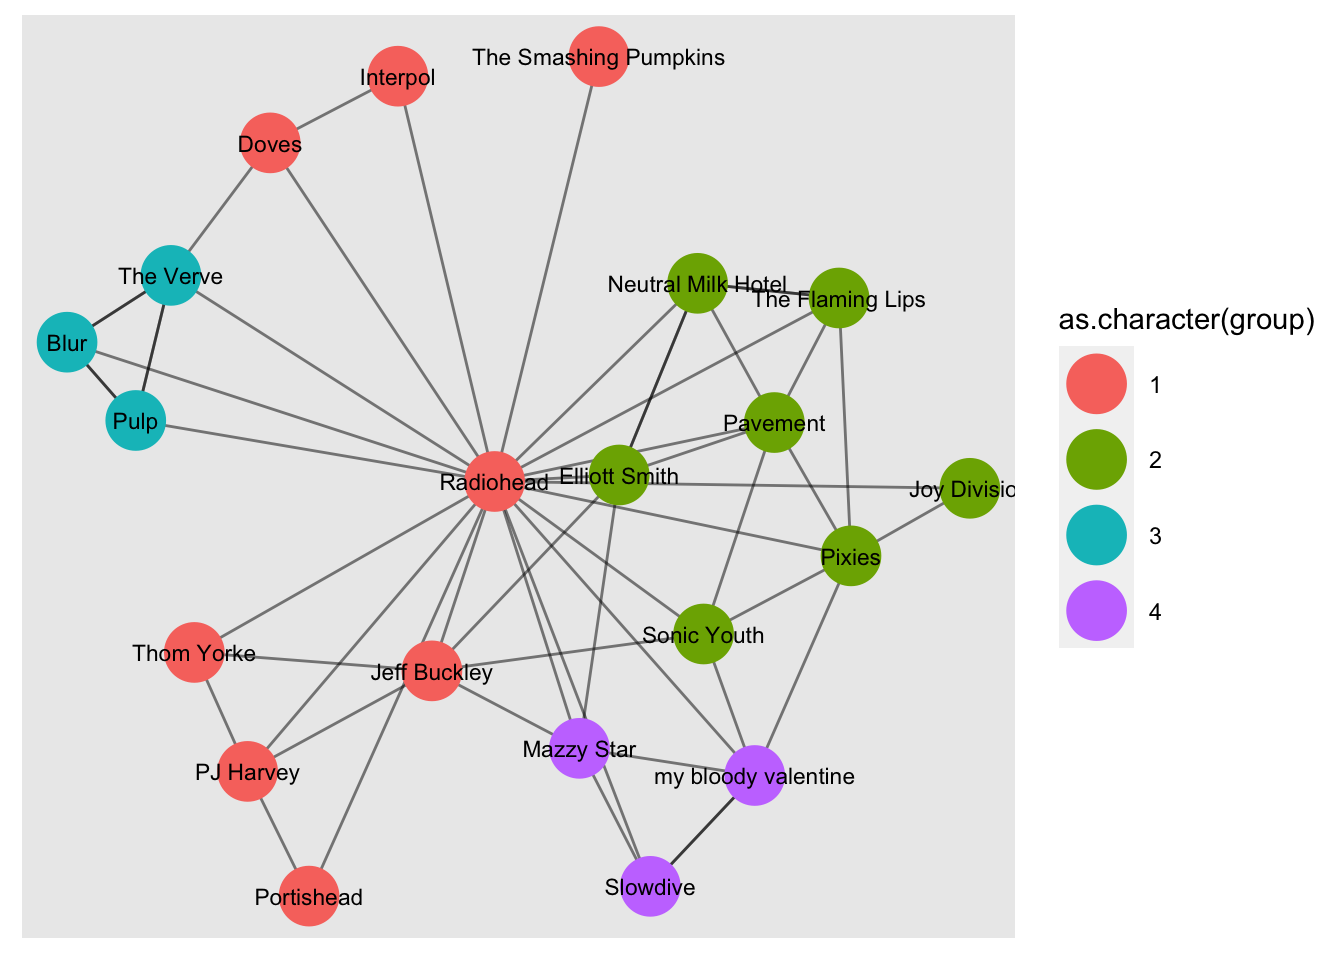 The Smashing Pumpkins
Interpol
Doves
The Verve
Neutral Milk Hotel
The Flaming Lips
Blur
Pulp
Pavement
Radiohead
Elliott Smith
Joy Divisio
Pixies
Sonic Youth
Thom Yorke
Jeff Buckley
Mazzy Star
PJ Harvey
my bloody valentine
Slowdive
Portishead
as.character(group)
1
2
3
4